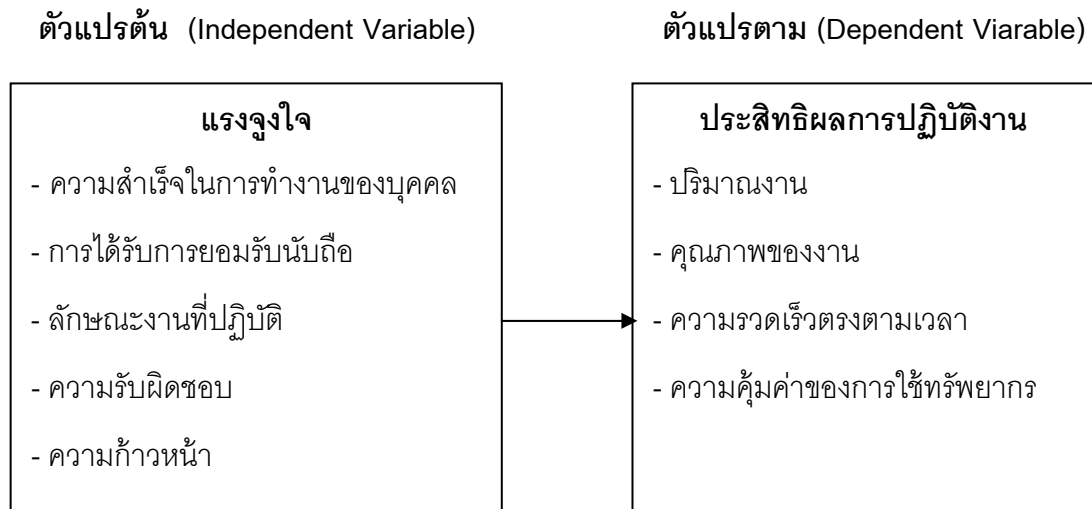 ตัวแปรต้น (Independent Variable)
แรงจูงใจ
- ความสำเร็จในการทำงานของบุคคล
- การได้รับการยอมรับนับถือ
- ลักษณะงานที่ปฏิบัติ
- ความรับผิดชอบ
- ความก้าวหน้า
ตัวแปรตาม (Dependent Viarable)
ประสิทธิผลการปฏิบัติงาน
- ปริมาณงาน
- คุณภาพของงาน
- ความรวดเร็วตรงตามเวลา
- ความคุ้มค่าของการใช้ทรัพยากร